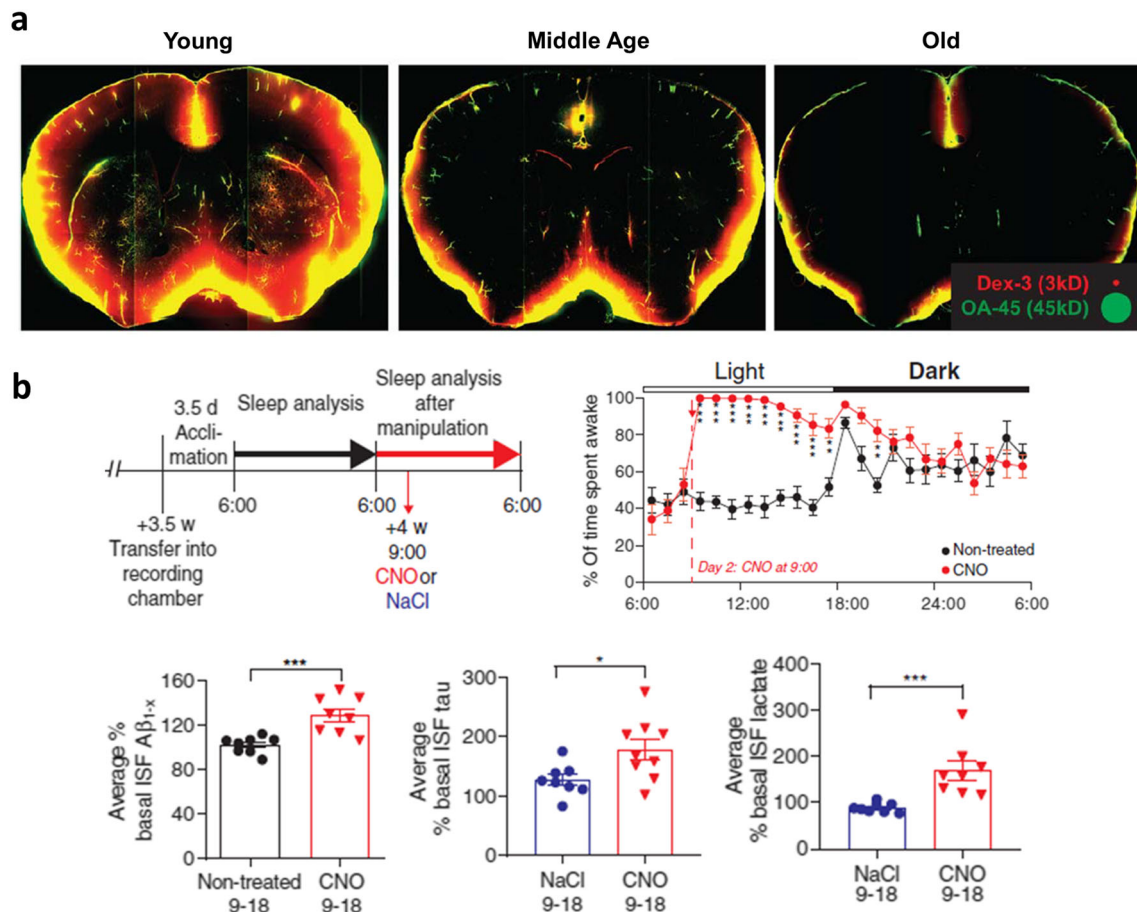 a
Young
Middle Age
Old
Dex-3 (3kD)
OA-45 (45kD)
b
3.5 d
Accli-
mation
Sleep analysis
Sleep analysis
after
manipulation
6:00
6:00
6:00
+3.5 w
Transfer into
recording
chamber
+4 w
9:00
CNO or
NaCl
Light
Dark
% Of time spent awake
100
80
60
40
20
0
***
***
***
***
***
***
***
***
**
**
Day 2: CNO at 9:00
Non-treated
CNO
6:00
12:00
18:00
24:00
6:00
Average %
basal ISF Aβ1-x
160
120
80
40
0
***
Non-treated
9-18
CNO
9-18
Average
% basal ISF tau
300
200
100
0
*
NaCl
9-18
CNO
9-18
Average
% basal ISF lactate
400
300
200
100
0
***
NaCl
9-18
CNO
9-18